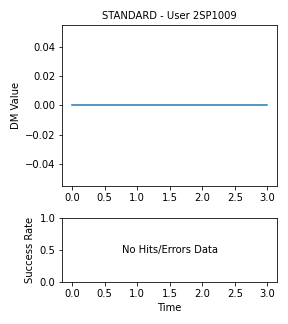 STANDARD - User 2SP1009
DM Value
0.04
0.02
0.00
−0.02
−0.04
0.0 0.5 1.0 1.5 2.0 2.5 3.0
Success Rate
1.0
0.5
0.0
No Hits/Errors Data
0.0 0.5 1.0 1.5 2.0 2.5 3.0
Time